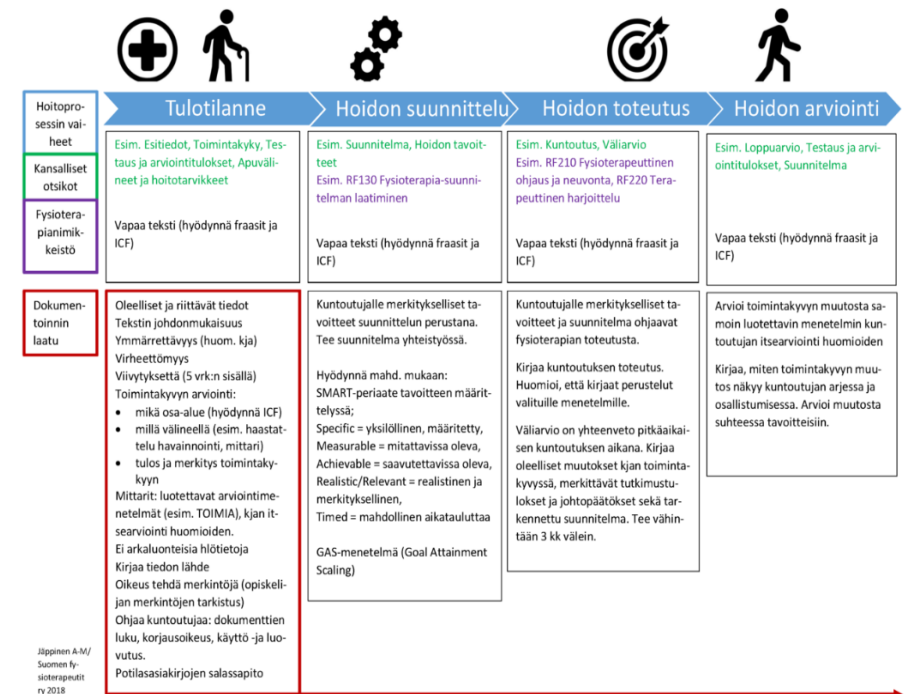 Hoitopro-
sessin vai-
heet
Tulotilanne
Hoidon suunnittelu
Hoidon toteutus
Hoidon arviointi
Kansalliset
otsikot
Fysiotera-
pianimik-
keistö
Esim. Esitiedot, Toimintakyky, Tes-
taus ja arviointitulokset, Apuväli-
neet ja hoitotarvikkeet
Vapaa teksti (hyödynnä fraasit ja
ICF)
Esim. Suunnitelma, Hoidon tavoit-
teet
Esim. RF130 Fysioterapia-suunni-
telman laatiminen
Vapaa teksti (hyödynnä fraasit ja
ICF)
Esim. Kuntoutus, Väliarvio
Esim. RF210 Fysioterapeuttinen
ohjaus ja neuvonta, RF220 Tera-
peuttinen harjoittelu
Vapaa teksti (hyödynnä fraasit ja
ICF)
Esim. Loppuarvio, Testaus ja arvi-
ointitulokset, Suunnitelma
Vapaa teksti (hyödynnä fraasit ja
ICF)
Dokumen-
toinnin
laatu
Oleelliset ja riittävät tiedot
Tekstin johdonmukaisuus
Ymmärrettävyys (huom. kja)
Virheettömyys
Viivytyksettä (5 vrk:n sisällä)
Toimintakyvyn arviointi:
• mikä osa-alue (hyödynnä ICF)
• millä välineellä (esim. haastat-
telu havainnointi, mittari)
• tulos ja merkitys toimintaky-
kyyn
Mittarit: luotettavat arviointime-
netelmät (esim. TOIMIA), kjan it-
searviointi huomioiden.
Ei arkaluonteisia hlötietoja
Kirjaa tiedon lähde
Oikeus tehdä merkintöjä (opiskeli-
jan merkintöjen tarkistus)
Ohjaa kuntoutujaa: dokumenttien
luku, korjausoikeus, käyttö -ja luo-
vutus.
Potilasasiakirjojen salassapito
Kuntoutujalle merkitykselliset ta-
voitteet suunnittelun perustana.
Tee suunnitelma yhteistyössä.
Hyödynnä mahd. mukaan:
SMART-periaate tavoitteen määrit-
telyssä;
Specific = yksilöllinen, määritetty,
Measurable = mitattavissa oleva,
Achievable = saavutettavissa oleva,
Realistic/Relevant = realistinen ja
merkityksellinen,
Timed = mahdollinen aikatauluttaa
GAS-menetelmä (Goal Attainment
Scaling)
Kuntoutujalle merkitykselliset ta-
voitteet ja suunnitelma ohjaavat
fysioterapian toteutusta.
Kirjaa kuntoutuksen toteutus.
Huomioi, että kirjaat perustelut
valituille menetelmille.
Väliarvio on yhteenveto pitkäaikai-
sen kuntoutuksen aikana. Kirjaa
oleelliset muutokset kjan toiminta-
kyvyssä, merkittävät tutkimustu-
lokset ja johtopäätökset sekä tar-
kennettu suunnitelma. Tee vähin-
tään 3 kk välein.
Arvioi toimintakyvyn muutosta sa-
moin luotettavin menetelmin kun-
toutujan itsearviointi huomioiden
Kirjaa, miten toimintakyvyn muu-
tos näkyy kuntoutujan arjessa ja
osallistumisessa. Arvioi muutosta
suhteessa tavoitteisiin.
Jäppinen A-M/
Suomen fy-
sioterapeutit
ry 2018